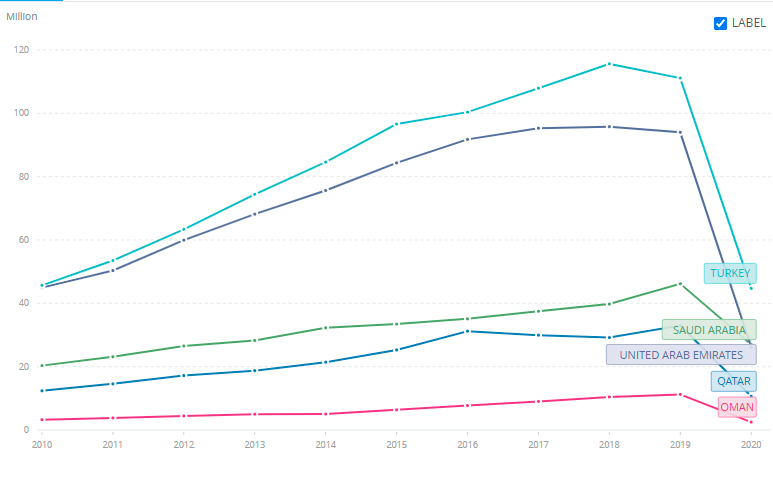 Million
LABEL
120
100
80
60
40
20
0
TURKEY
SAUDI ARABIA
UNITED ARAB EMIRATES
QATAR
OMAN
2010 2011 2012 2013 2014 2015 2016 2017 2018 2019 2020